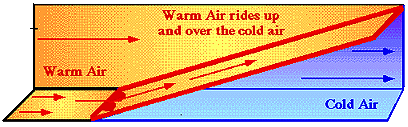 Warm Air rides up
and over the cold air
Warm Air
Cold Air